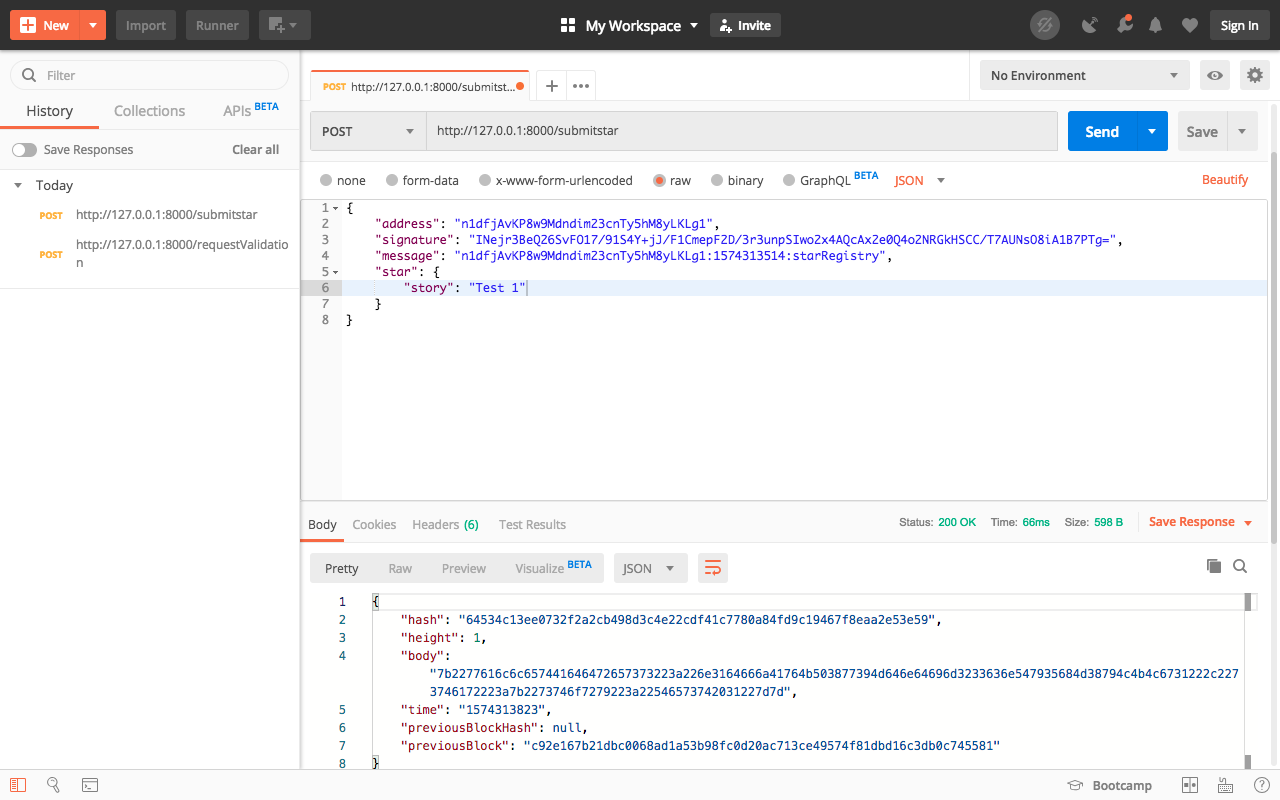 New
Import
Runner
My Workspace
Invite
Sign In
Filter
History
Collections
APIs BETA
Save Responses
Clear all
Today
POST http://127.0.0.1:8000/submitstar
POST http://127.0.0.1:8000/requestValidatio
n
POST http://127.0.0.1:8000/submitst...
No Environment
POST
http://127.0.0.1:8000/submitstar
Send
Save
none
form-data
x-www-form-urlencoded
raw
binary
GraphQL BETA
JSON
Beautify
1 {
2 "address": "n1dfjAvKP8w9Mdndim23cnTy5hM8yLKLg1",
3 "signature": "INejr3BeQZ6SvFO17/91S4Y+jJ/F1CmepF2D/3r3unpSIwo2x4AQcAx2e0Q4o2NRGkHSCC/T7AUNsO8iA1B7PTg=",
4 "message": "n1dfjAvKP8w9Mdndim23cnTy5hM8yLKLg1:1574313514:starRegistry",
5 "star": {
6 "story": "Test 1"
7 }
8 }
Body
Cookies
Headers (6)
Test Results
Status: 200 OK
Time: 66ms
Size: 598 B
Save Response
Pretty
Raw
Preview
Visualize BETA
JSON
1 {
2 "hash": "64534c13ee0732f2a2cb498d3c4e22cdf41c7780a84fd9c19467f8eaa2e53e59",
3 "height": 1,
4 "body":
"7b2277616c6c657441646472657373223a226e3164666a41764b503877394d646e64696d3233636e547935684d38794c4b4c6731222c227
3746172223a7b2273746f7279223a22546573742031227d7d",
5 "time": "1574313823",
6 "previousBlockHash": null,
7 "previousBlock": "c92e167b21dbc0068ad1a53b98fc0d20ac713ce49574f81dbd16c3db0c745581"
8 }
Bootcamp